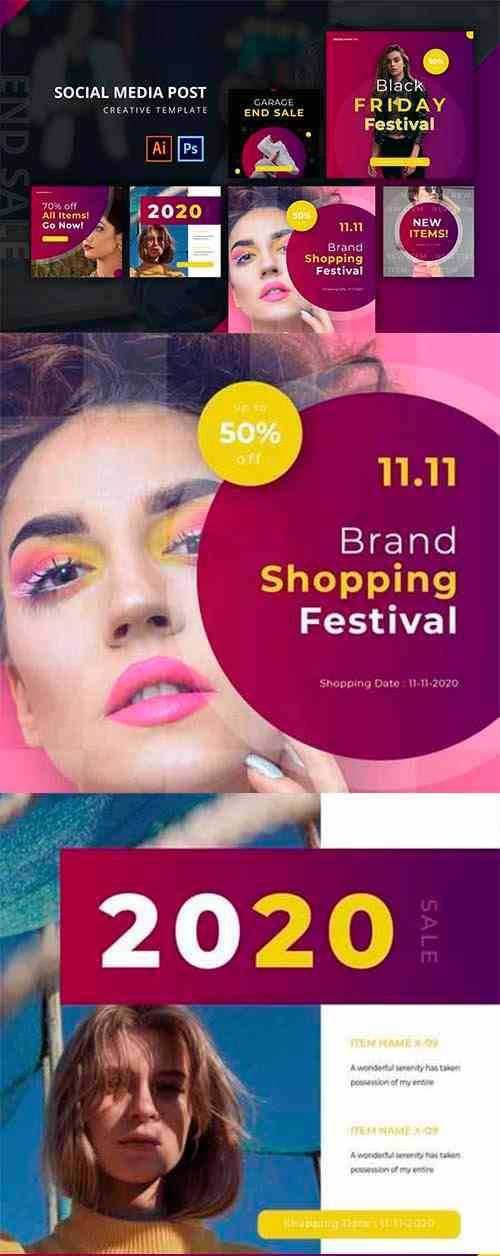 END SALE
SOCIAL MEDIA POST
CREATIVE TEMPLATE
Ai Ps
GARAGE
END SALE
50%
Black
FRIDAY
Festival
70% off
All Items!
Go Now!
2020
50%
11.11
Brand
Shopping
Festival
NEW
ITEMS!
up to
50%
off
11.11
Brand
Shopping
Festival
Shopping Date : 11-11-2020
2020
SALE
ITEM NAME X-09
A wonderful serenity has taken
possession of my entire
ITEM NAME X-09
A wonderful serenity has taken
possession of my entire
Shopping Date : 11-11-2020